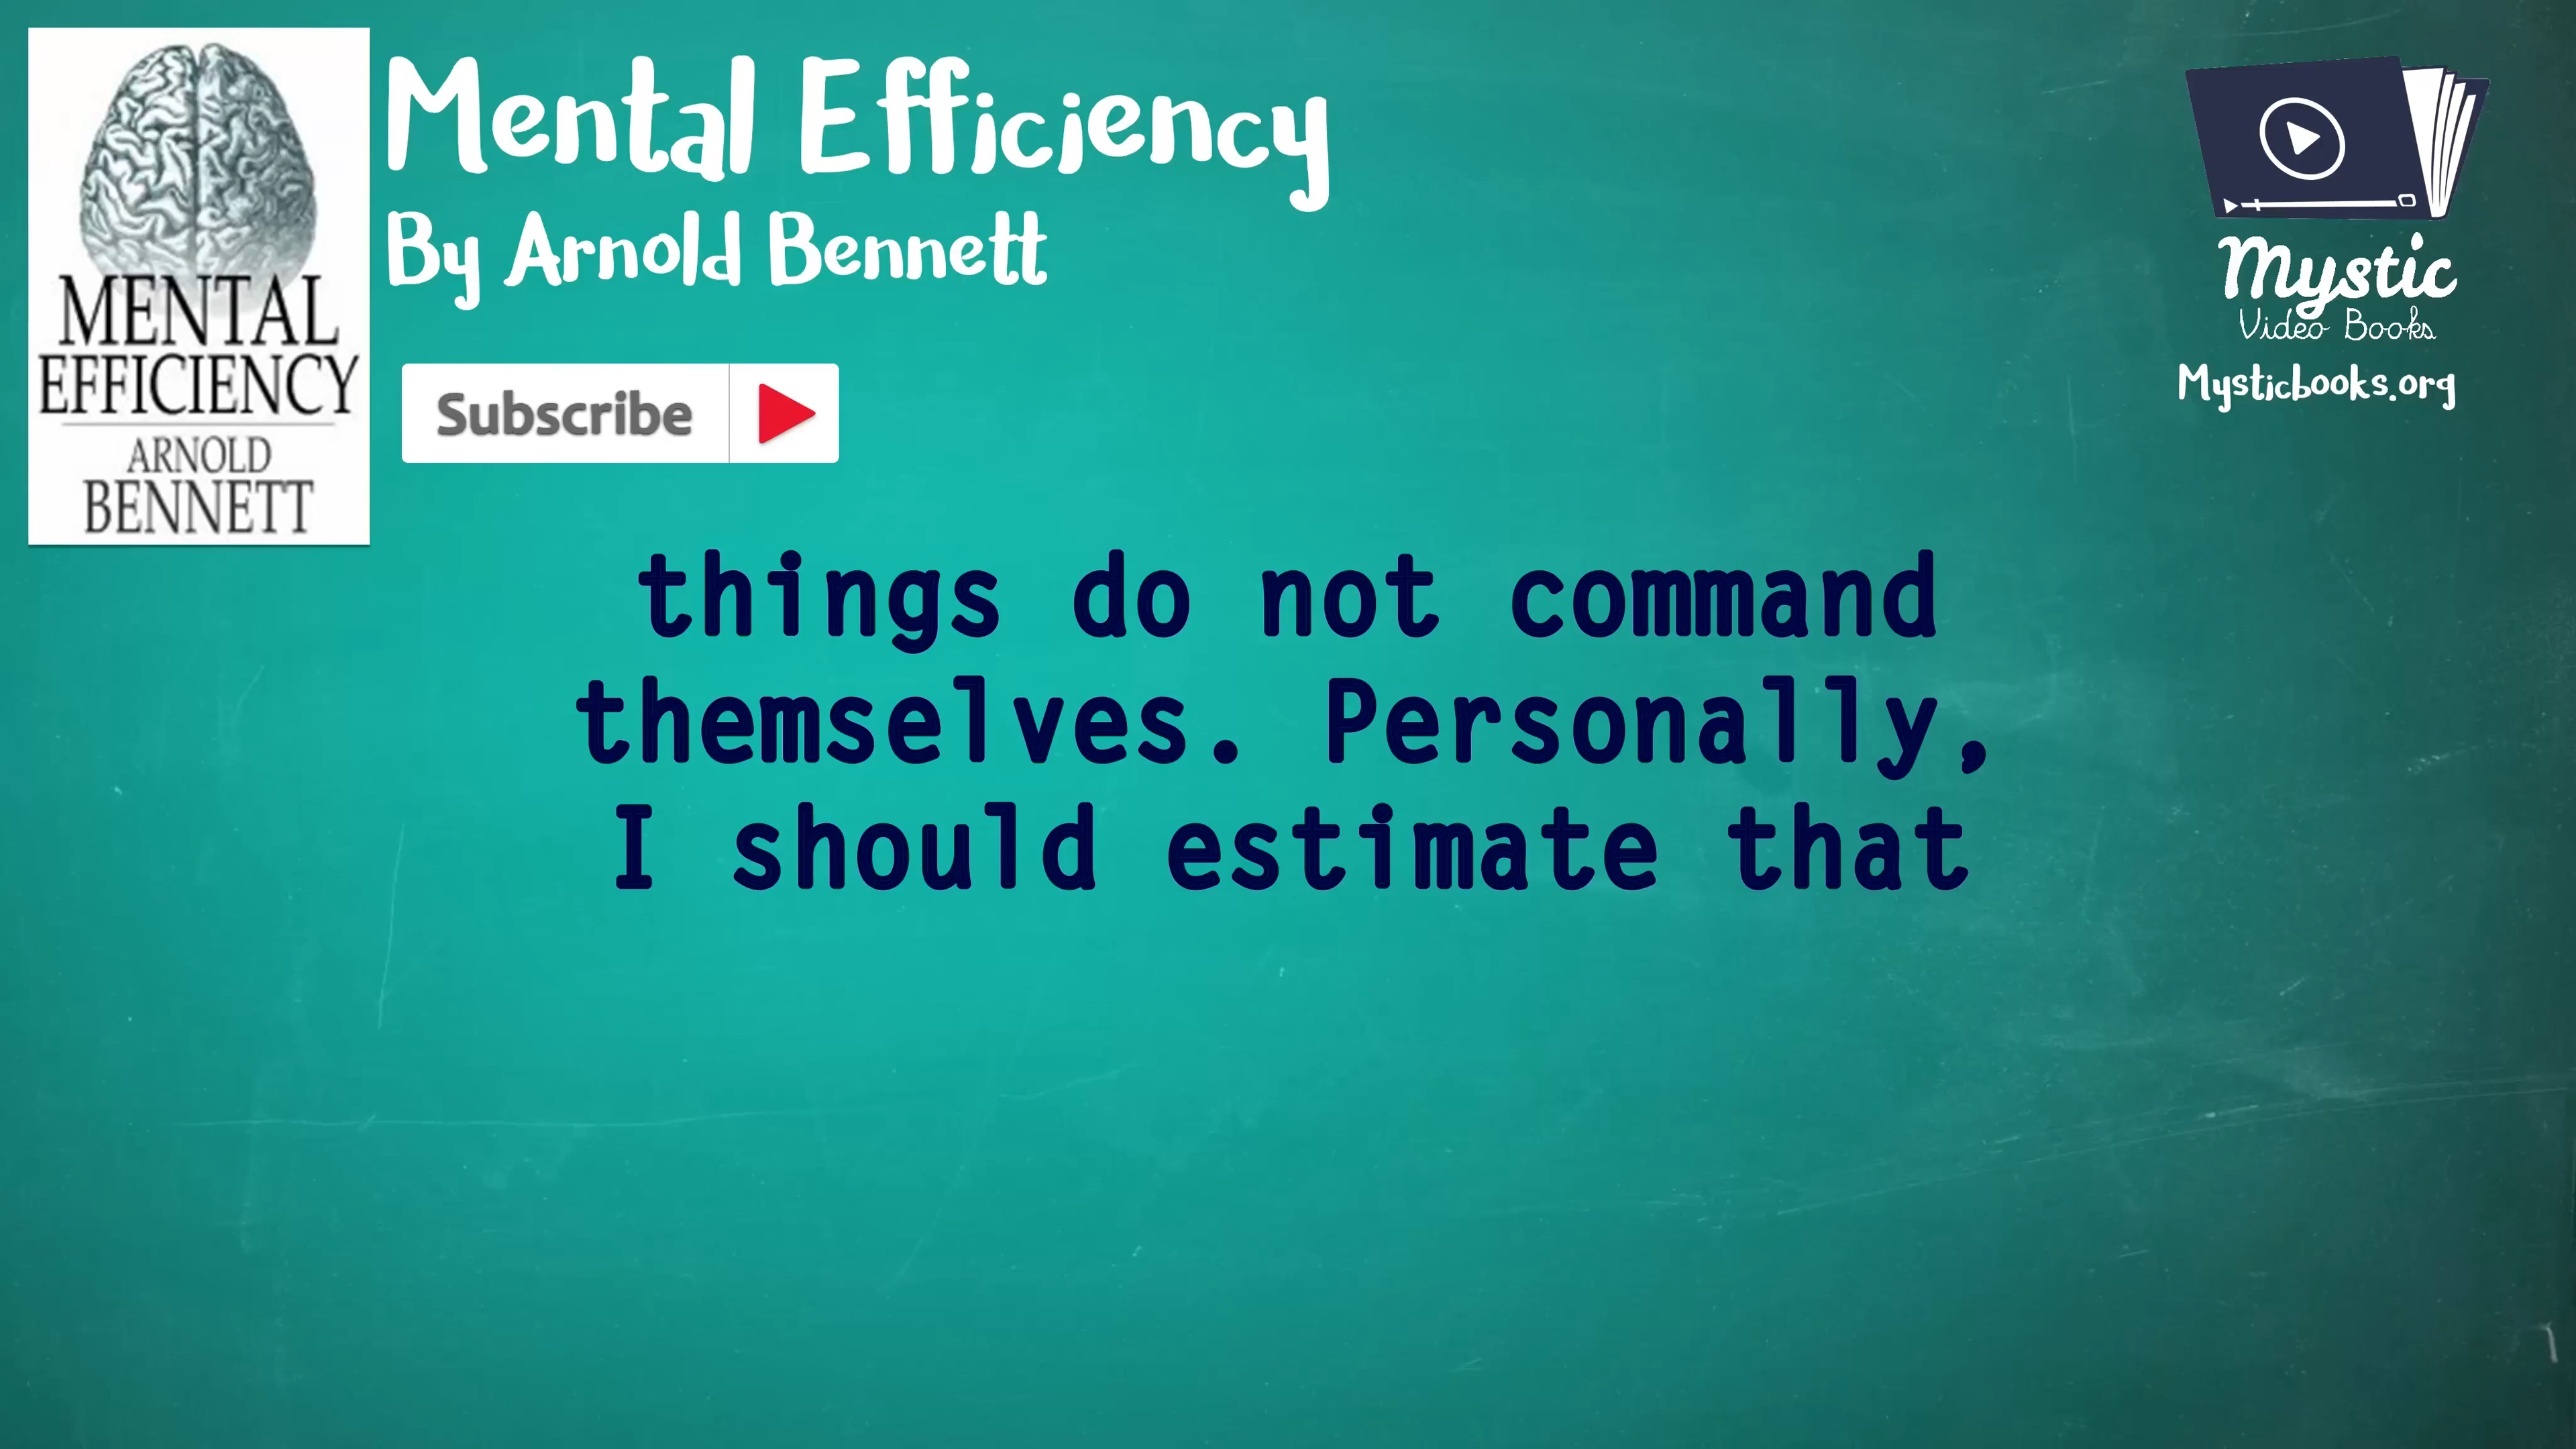 MENTAL
EFFICIENCY
ARNOLD
BENNETT
Mental Efficiency
By Arnold Bennett
Subscribe
Mystic
Video Books
Mysticbooks.org
things do not command
themselves. Personally,
I should estimate that